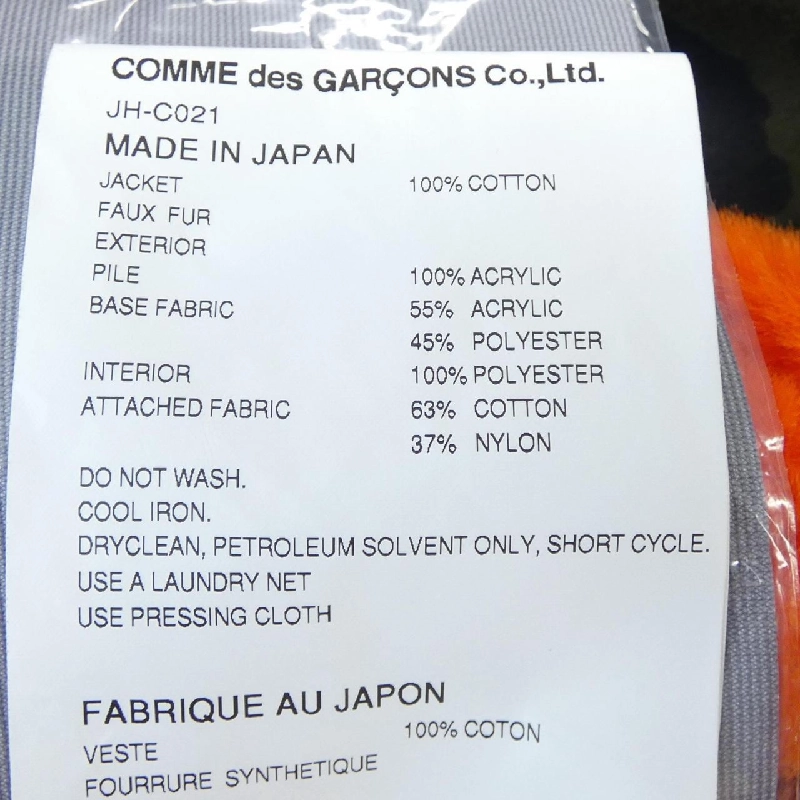 COMME des GARÇONS Co.,Ltd.
JH-C021
MADE IN JAPAN
JACKET 100% COTTON
FAUX FUR
EXTERIOR
PILE 100% ACRYLIC
BASE FABRIC 55% ACRYLIC
45% POLYESTER
INTERIOR 100% POLYESTER
ATTACHED FABRIC 63% COTTON
37% NYLON
DO NOT WASH.
COOL IRON.
DRYCLEAN, PETROLEUM SOLVENT ONLY, SHORT CYCLE.
USE A LAUNDRY NET
USE PRESSING CLOTH
FABRIQUE AU JAPON
VESTE 100% COTON
FOURRURE SYNTHETIQUE